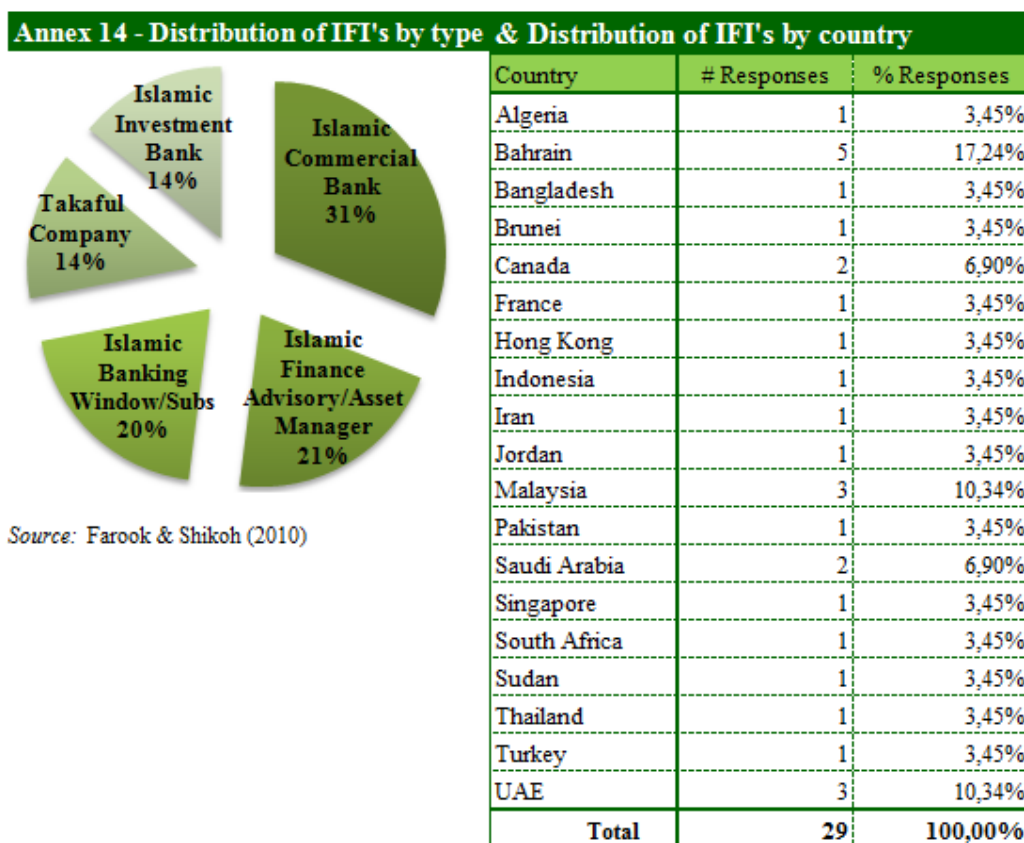 Annex 14 - Distribution of IFI's by type & Distribution of IFI's by country
Islamic
Investment
Bank
14%
Islamic
Commercial
Bank
31%
Takaful
Company
14%
Islamic
Banking
Window/Subs
20%
Islamic
Finance
Advisory/Asset
Manager
21%
Source: Farook & Shikoh (2010)
Country # Responses % Responses
Algeria 1 3,45%
Bahrain 5 17,24%
Bangladesh 1 3,45%
Brunei 1 3,45%
Canada 2 6,90%
France 1 3,45%
Hong Kong 1 3,45%
Indonesia 1 3,45%
Iran 1 3,45%
Jordan 1 3,45%
Malaysia 3 10,34%
Pakistan 1 3,45%
Saudi Arabia 2 6,90%
Singapore 1 3,45%
South Africa 1 3,45%
Sudan 1 3,45%
Thailand 1 3,45%
Turkey 1 3,45%
UAE 3 10,34%
Total 29 100,00%